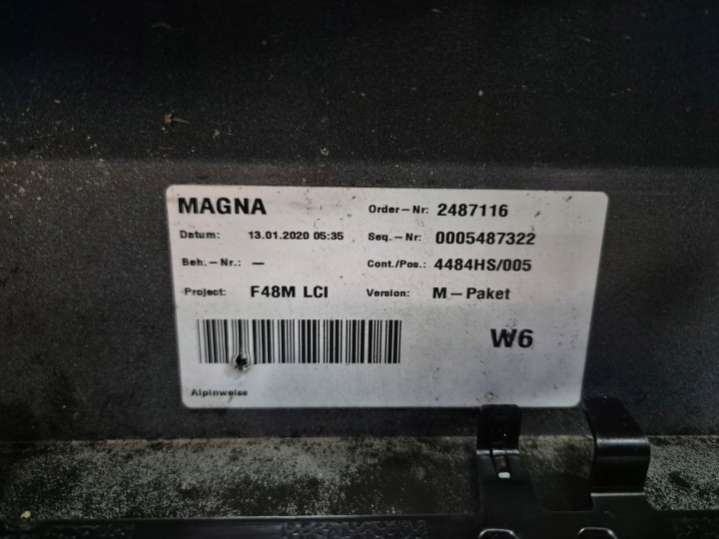 MAGNA Order-Nr: 2487116
Datum: 13.01.2020 05:35 Seq.-Nr: 0005487322
Beh.-Nr.: — Cont./Pos.: 4484HS/005
Project: F48M LCI Version: M-Paket
W6
Alpinweiss